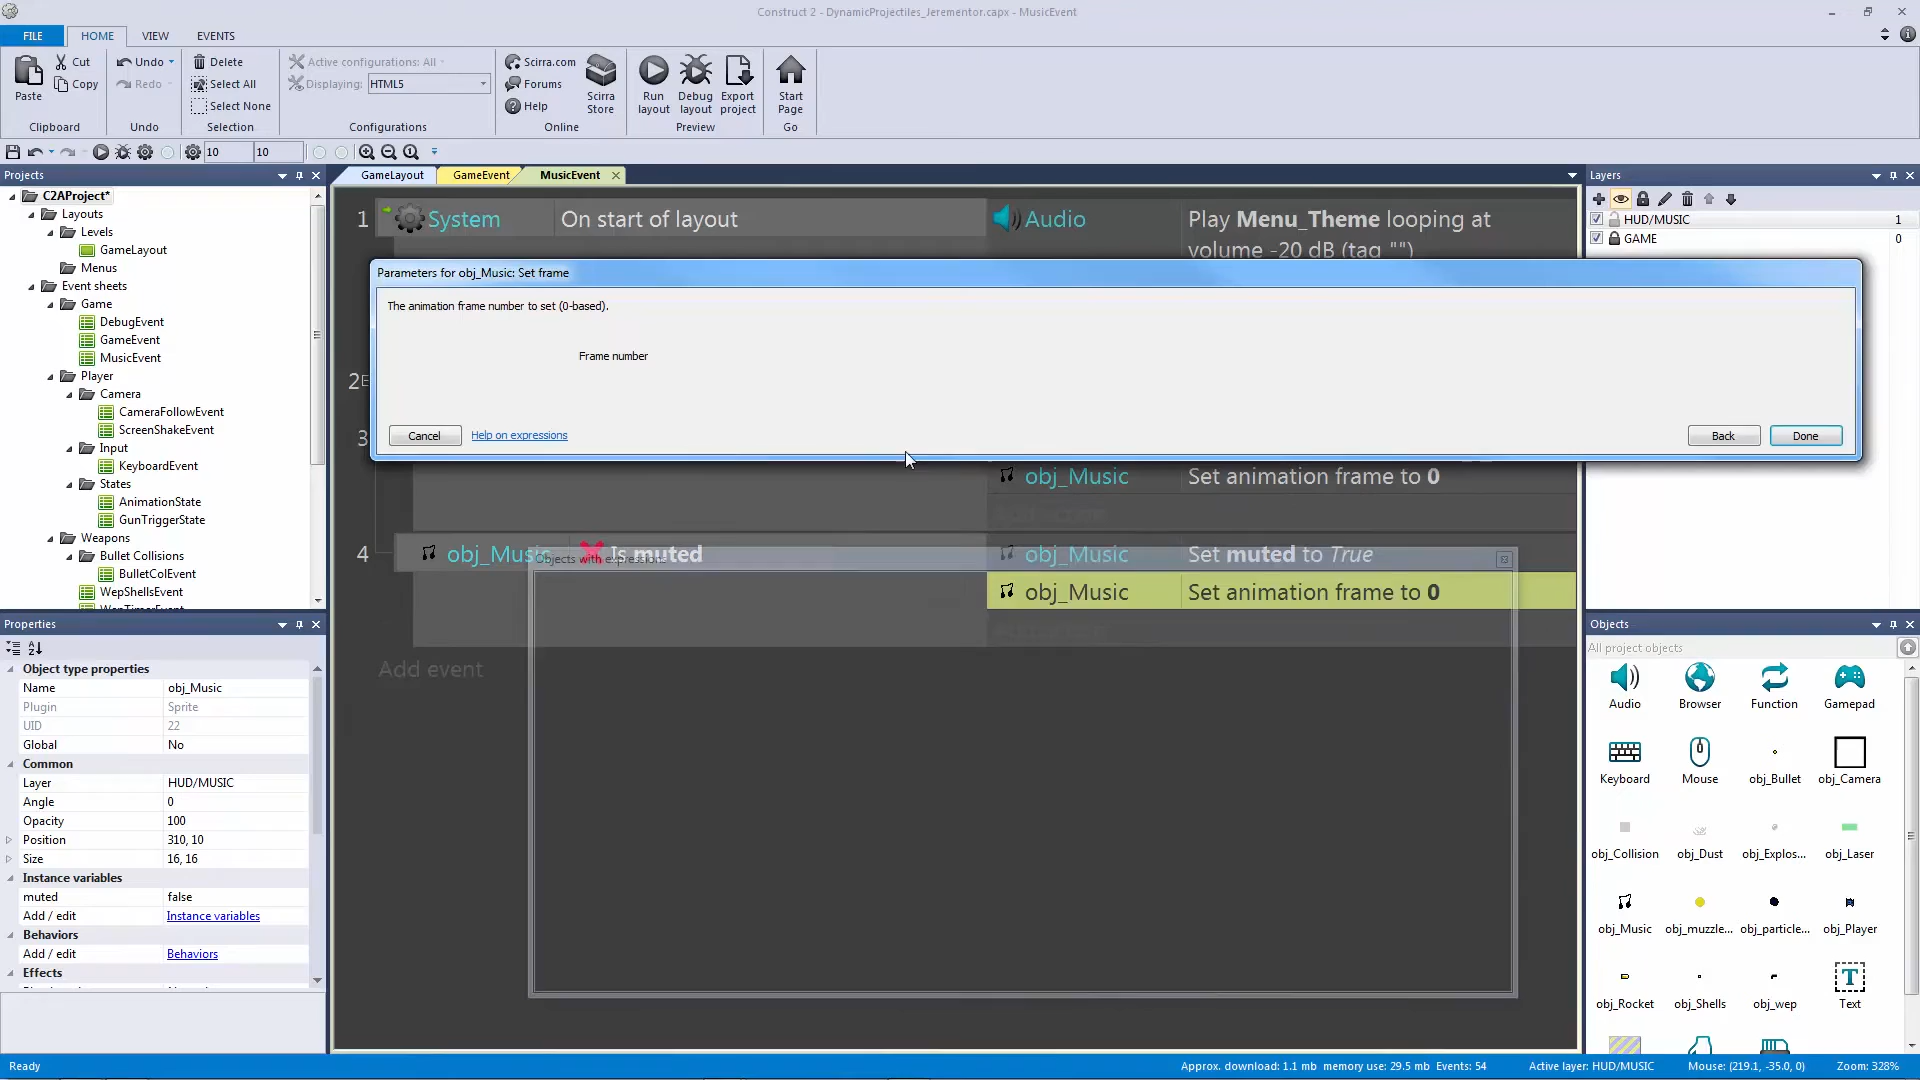 Construct 2 - DynamicProjectiles_Jerementor.capx - MusicEvent
FILE HOME VIEW EVENTS
Paste Cut Copy Clipboard
Undo Redo Undo
Delete Select All Select None Selection
Active configurations: All
Displaying: HTML5
Configurations
Scirra.com Forums Help Scirra Store Online
Run layout Debug layout Export project Preview
Start Page Go
10 10
Projects
C2AProject*
Layouts
Levels
GameLayout
Menus
Event sheets
Game
DebugEvent
GameEvent
MusicEvent
Player
Camera
CameraFollowEvent
ScreenShakeEvent
Input
KeyboardEvent
States
AnimationState
GunTriggerState
Weapons
Bullet Collisions
BulletColEvent
WepShellsEvent
WepTimerEvent
Properties
Object type properties
Name obj_Music
Plugin Sprite
UID 22
Global No
Common
Layer HUD/MUSIC
Angle 0
Opacity 100
Position 310, 10
Size 16, 16
Instance variables
muted false
Add / edit Instance variables
Behaviors
Add / edit Behaviors
Effects
GameLayout GameEvent MusicEvent
1 System On start of layout Audio Play Menu_Theme looping at
volume -20 dB (tag "")
Parameters for obj_Music: Set frame
The animation frame number to set (0-based).
Frame number
Cancel Help on expressions Back Done
2
3
obj_Music Set animation frame to 0
4 obj_Music Is muted obj_Music Set muted to True
Objects with expressions
obj_Music Set animation frame to 0
Add event
Layers
HUD/MUSIC 1
GAME 0
Objects
All project objects
Audio Browser Function Gamepad
Keyboard Mouse obj_Bullet obj_Camera
obj_Collision obj_Dust obj_Explos... obj_Laser
obj_Music obj_muzzle... obj_particle... obj_Player
obj_Rocket obj_Shells obj_wep Text
Ready Approx. download: 1.1 mb memory use: 29.5 mb Events: 54 Active layer: HUD/MUSIC Mouse: (219.1, -35.0, 0) Zoom: 328%